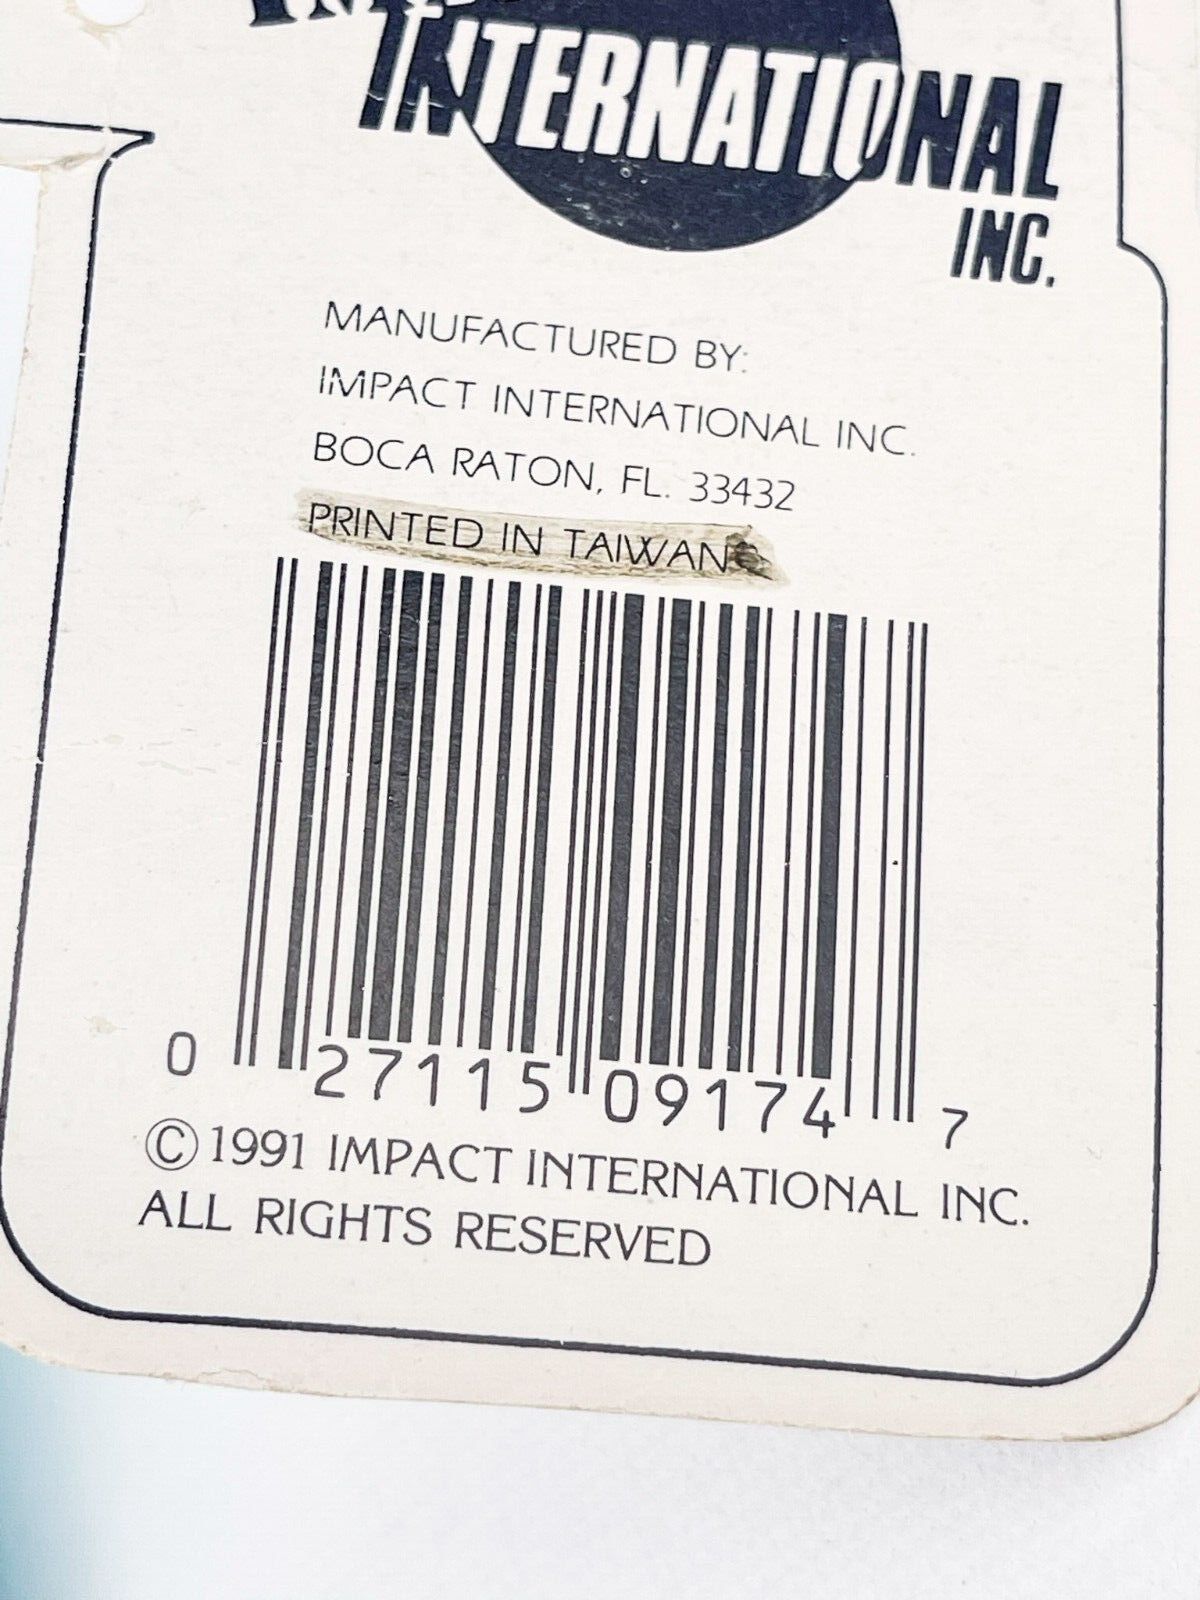 INTERNATIONAL
INC.
MANUFACTURED BY:
IMPACT INTERNATIONAL INC.
BOCA RATON, FL. 33432
PRINTED IN TAIWAN
0 27115 09174 7
© 1991 IMPACT INTERNATIONAL INC.
ALL RIGHTS RESERVED